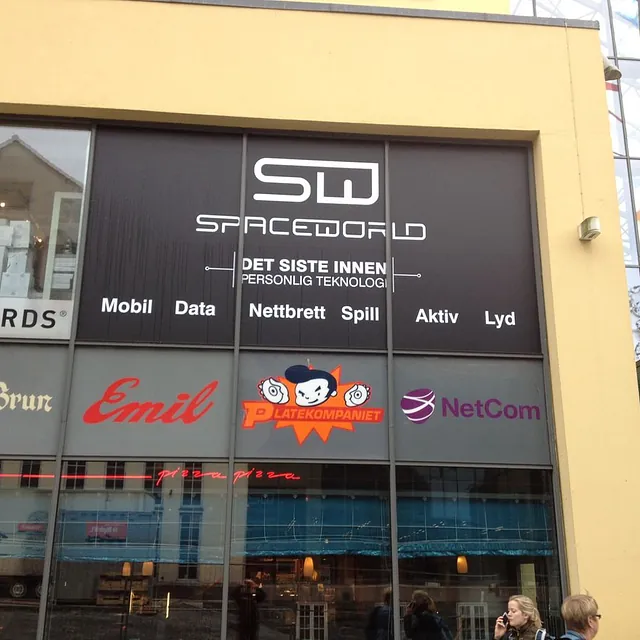 SW
SPACEWORLD
DET SISTE INNEN
PERSONLIG TEKNOLOGI
Mobil Data Nettbrett Spill Aktiv Lyd
RDS®
Brun
Emil
PLATEKOMPANIET
NetCom
pizza pizza